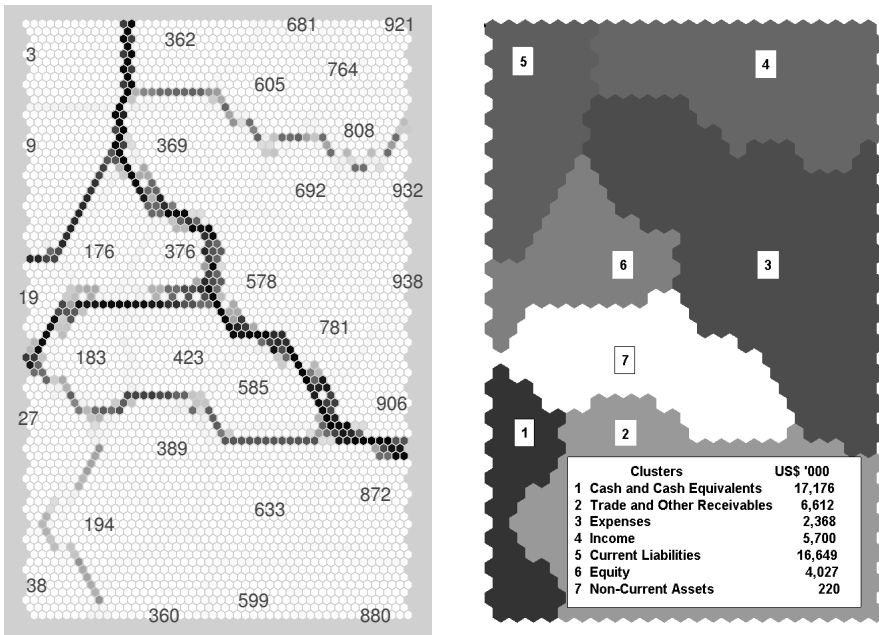 681 921
362
3
764
605
808
9 369
692 932
176 376
578 938
19
781
183 423
585
27 906
389
872
633
194
38
360 599 880
5 4
6 3
7
1 2
Clusters US$ '000
1 Cash and Cash Equivalents 17,176
2 Trade and Other Receivables 6,612
3 Expenses 2,368
4 Income 5,700
5 Current Liabilities 16,649
6 Equity 4,027
7 Non-Current Assets 220